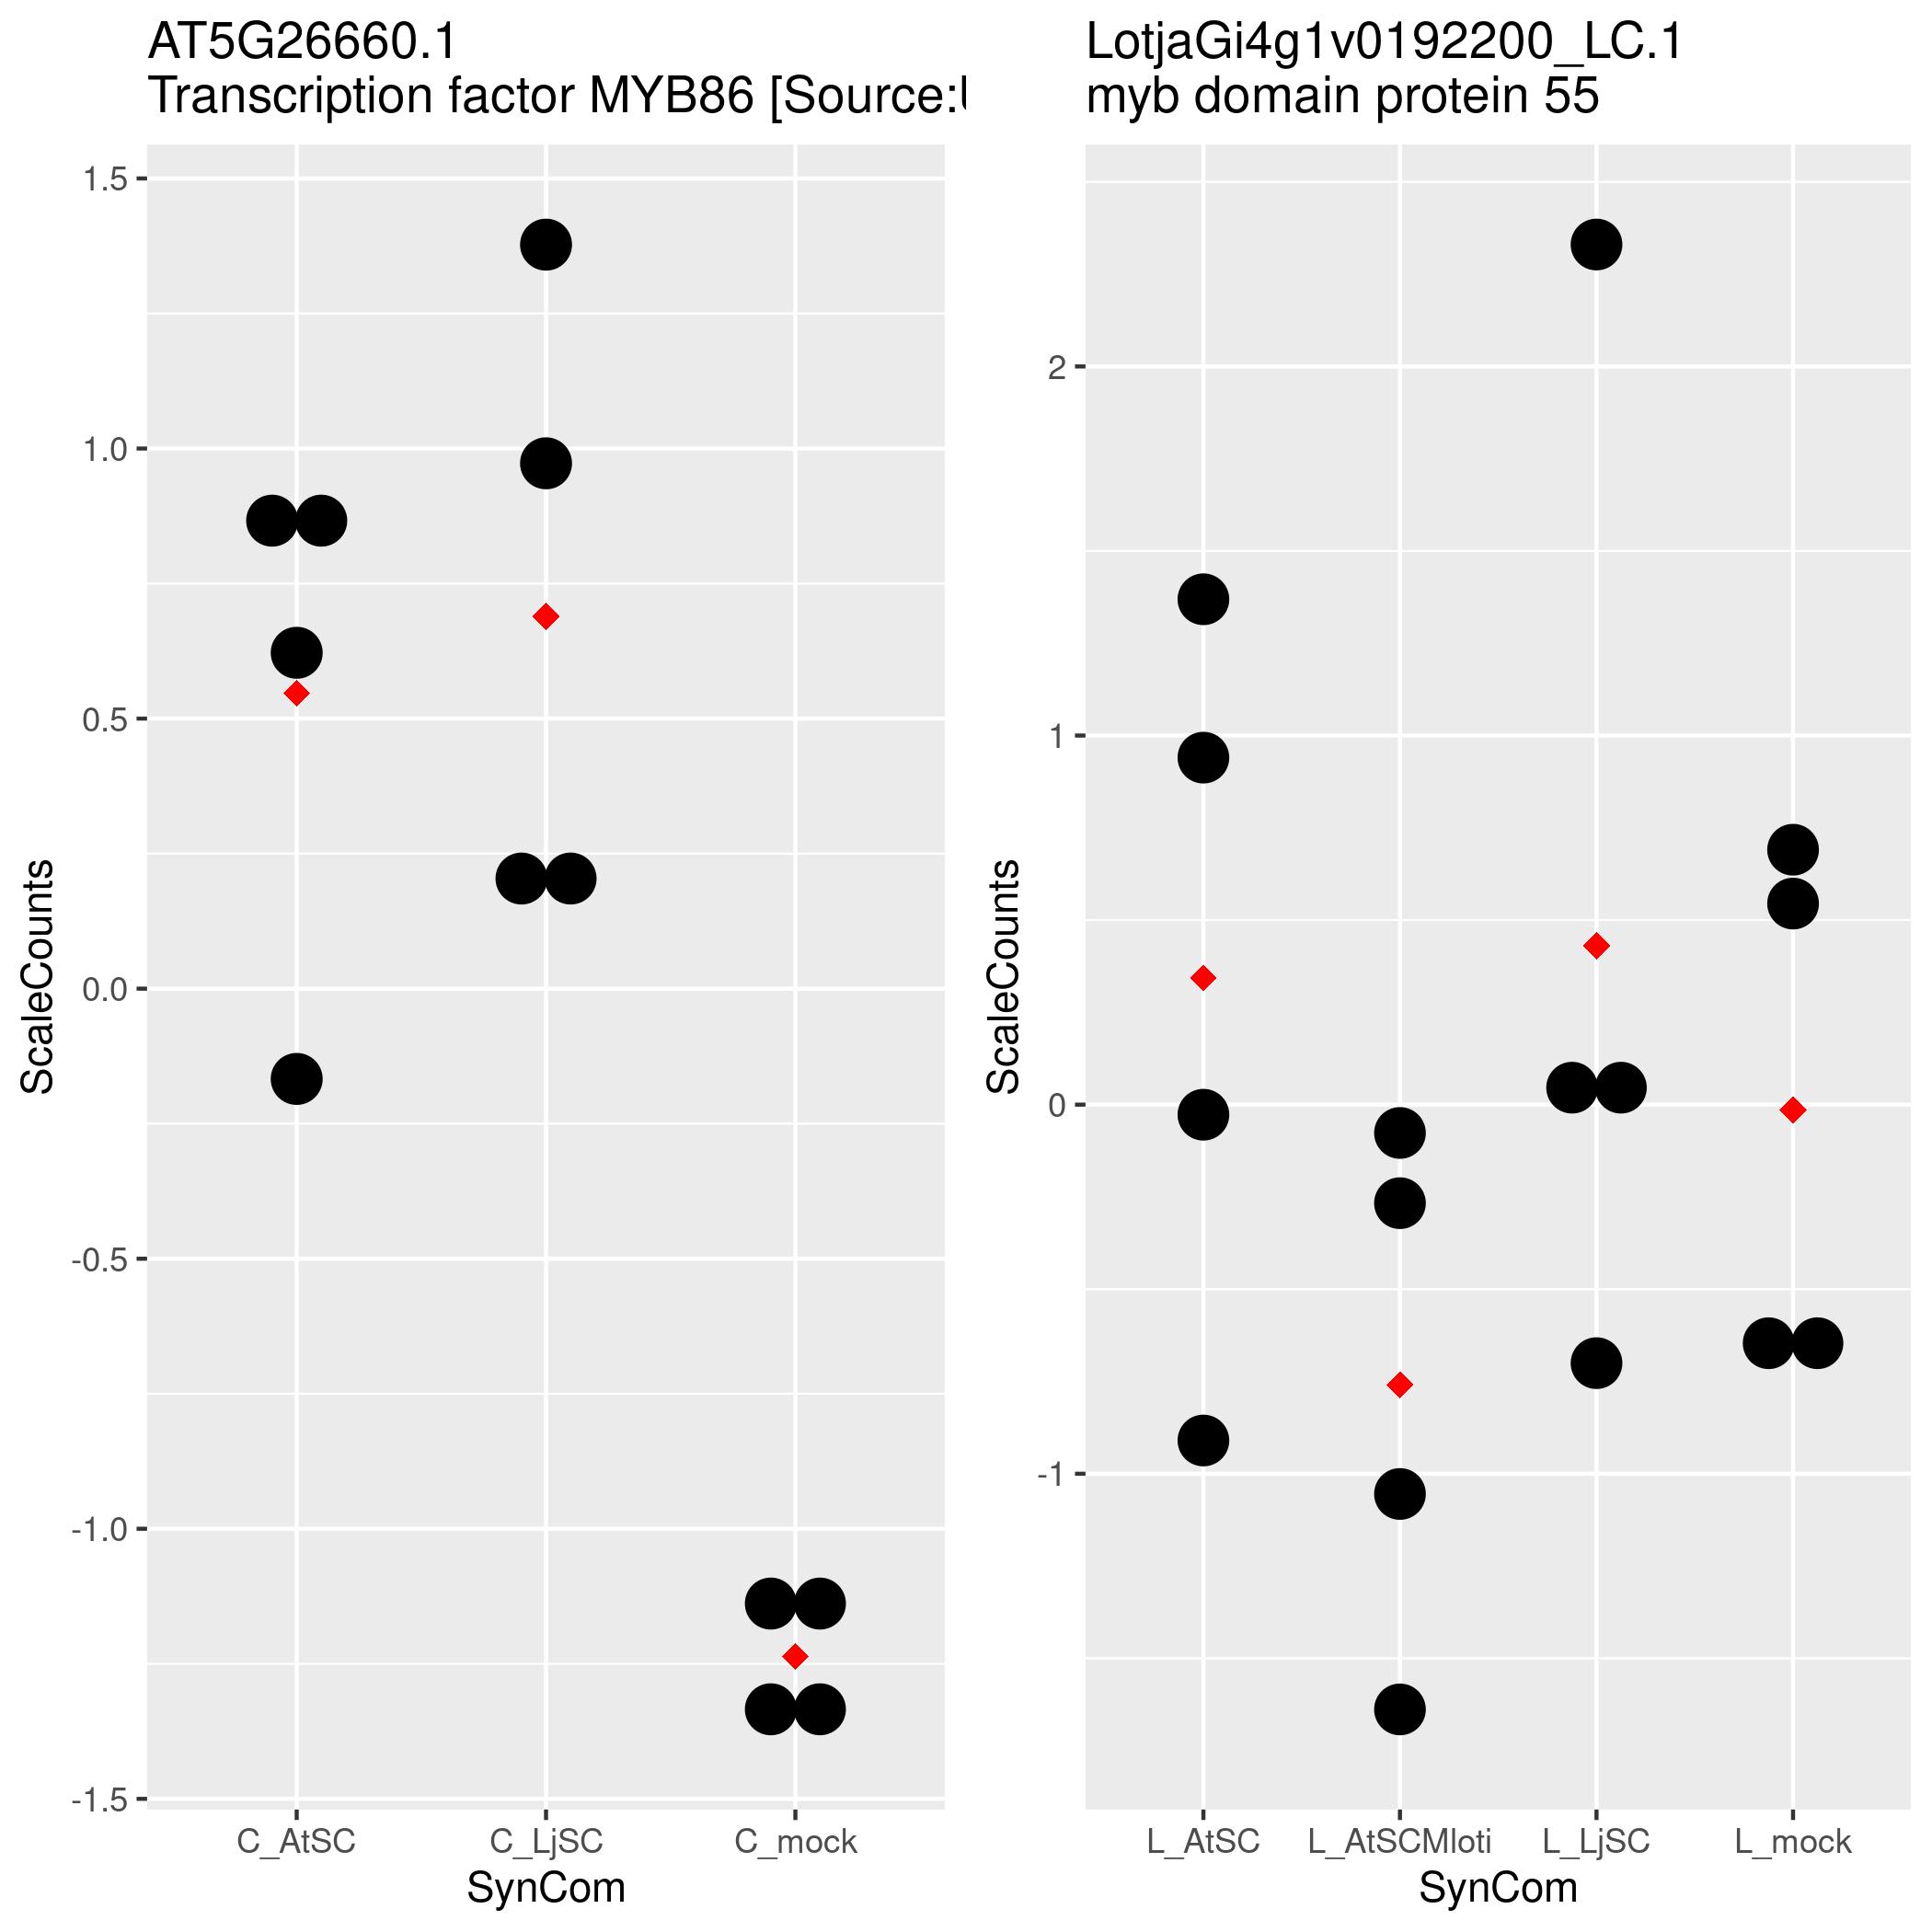 AT5G26660.1
Transcription factor MYB86 [Source:
ScaleCounts
1.5
1.0
0.5
0.0
-0.5
-1.0
-1.5
C_AtSC C_LjSC C_mock
SynCom
LotjaGi4g1v0192200_LC.1
myb domain protein 55
ScaleCounts
2
1
0
-1
L_AtSC L_AtSCMloti L_LjSC L_mock
SynCom